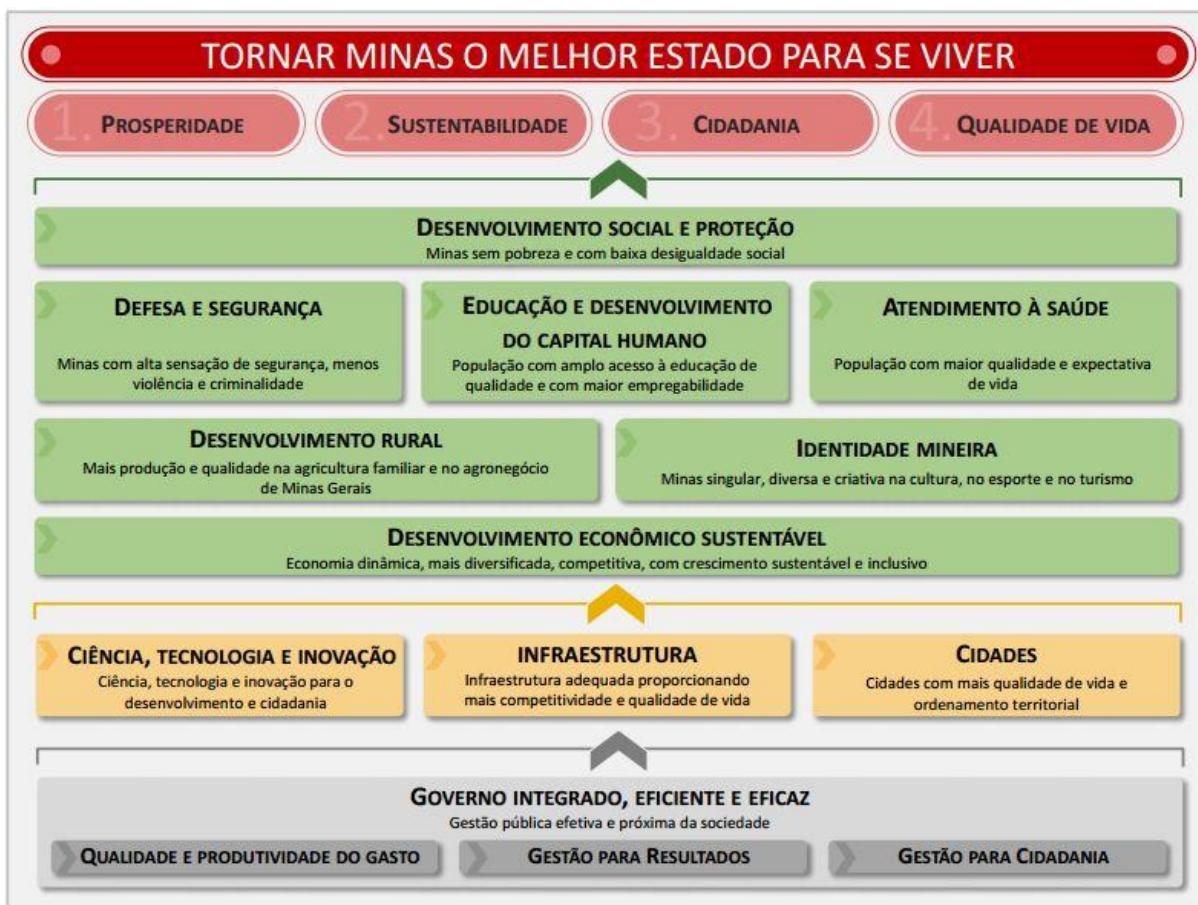 TORNAR MINAS O MELHOR ESTADO PARA SE VIVER
1. PROSPERIDADE
2. SUSTENTABILIDADE
3. CIDADANIA
4. QUALIDADE DE VIDA
DESENVOLVIMENTO SOCIAL E PROTEÇÃO
Minas sem pobreza e com baixa desigualdade social
DEFESA E SEGURANÇA
Minas com alta sensação de segurança, menos
violência e criminalidade
EDUCAÇÃO E DESENVOLVIMENTO
DO CAPITAL HUMANO
População com amplo acesso à educação de
qualidade e com maior empregabilidade
ATENDIMENTO À SAÚDE
População com maior qualidade e expectativa
de vida
DESENVOLVIMENTO RURAL
Mais produção e qualidade na agricultura familiar e no agronegócio
de Minas Gerais
IDENTIDADE MINEIRA
Minas singular, diversa e criativa na cultura, no esporte e no turismo
DESENVOLVIMENTO ECONÔMICO SUSTENTÁVEL
Economia dinâmica, mais diversificada, competitiva, com crescimento sustentável e inclusivo
CIÊNCIA, TECNOLOGIA E INOVAÇÃO
Ciência, tecnologia e inovação para o
desenvolvimento e cidadania
INFRAESTRUTURA
Infraestrutura adequada proporcionando
mais competitividade e qualidade de vida
CIDADES
Cidades com mais qualidade de vida e
ordenamento territorial
GOVERNO INTEGRADO, EFICIENTE E EFICAZ
Gestão pública efetiva e próxima da sociedade
QUALIDADE E PRODUTIVIDADE DO GASTO
GESTÃO PARA RESULTADOS
GESTÃO PARA CIDADANIA